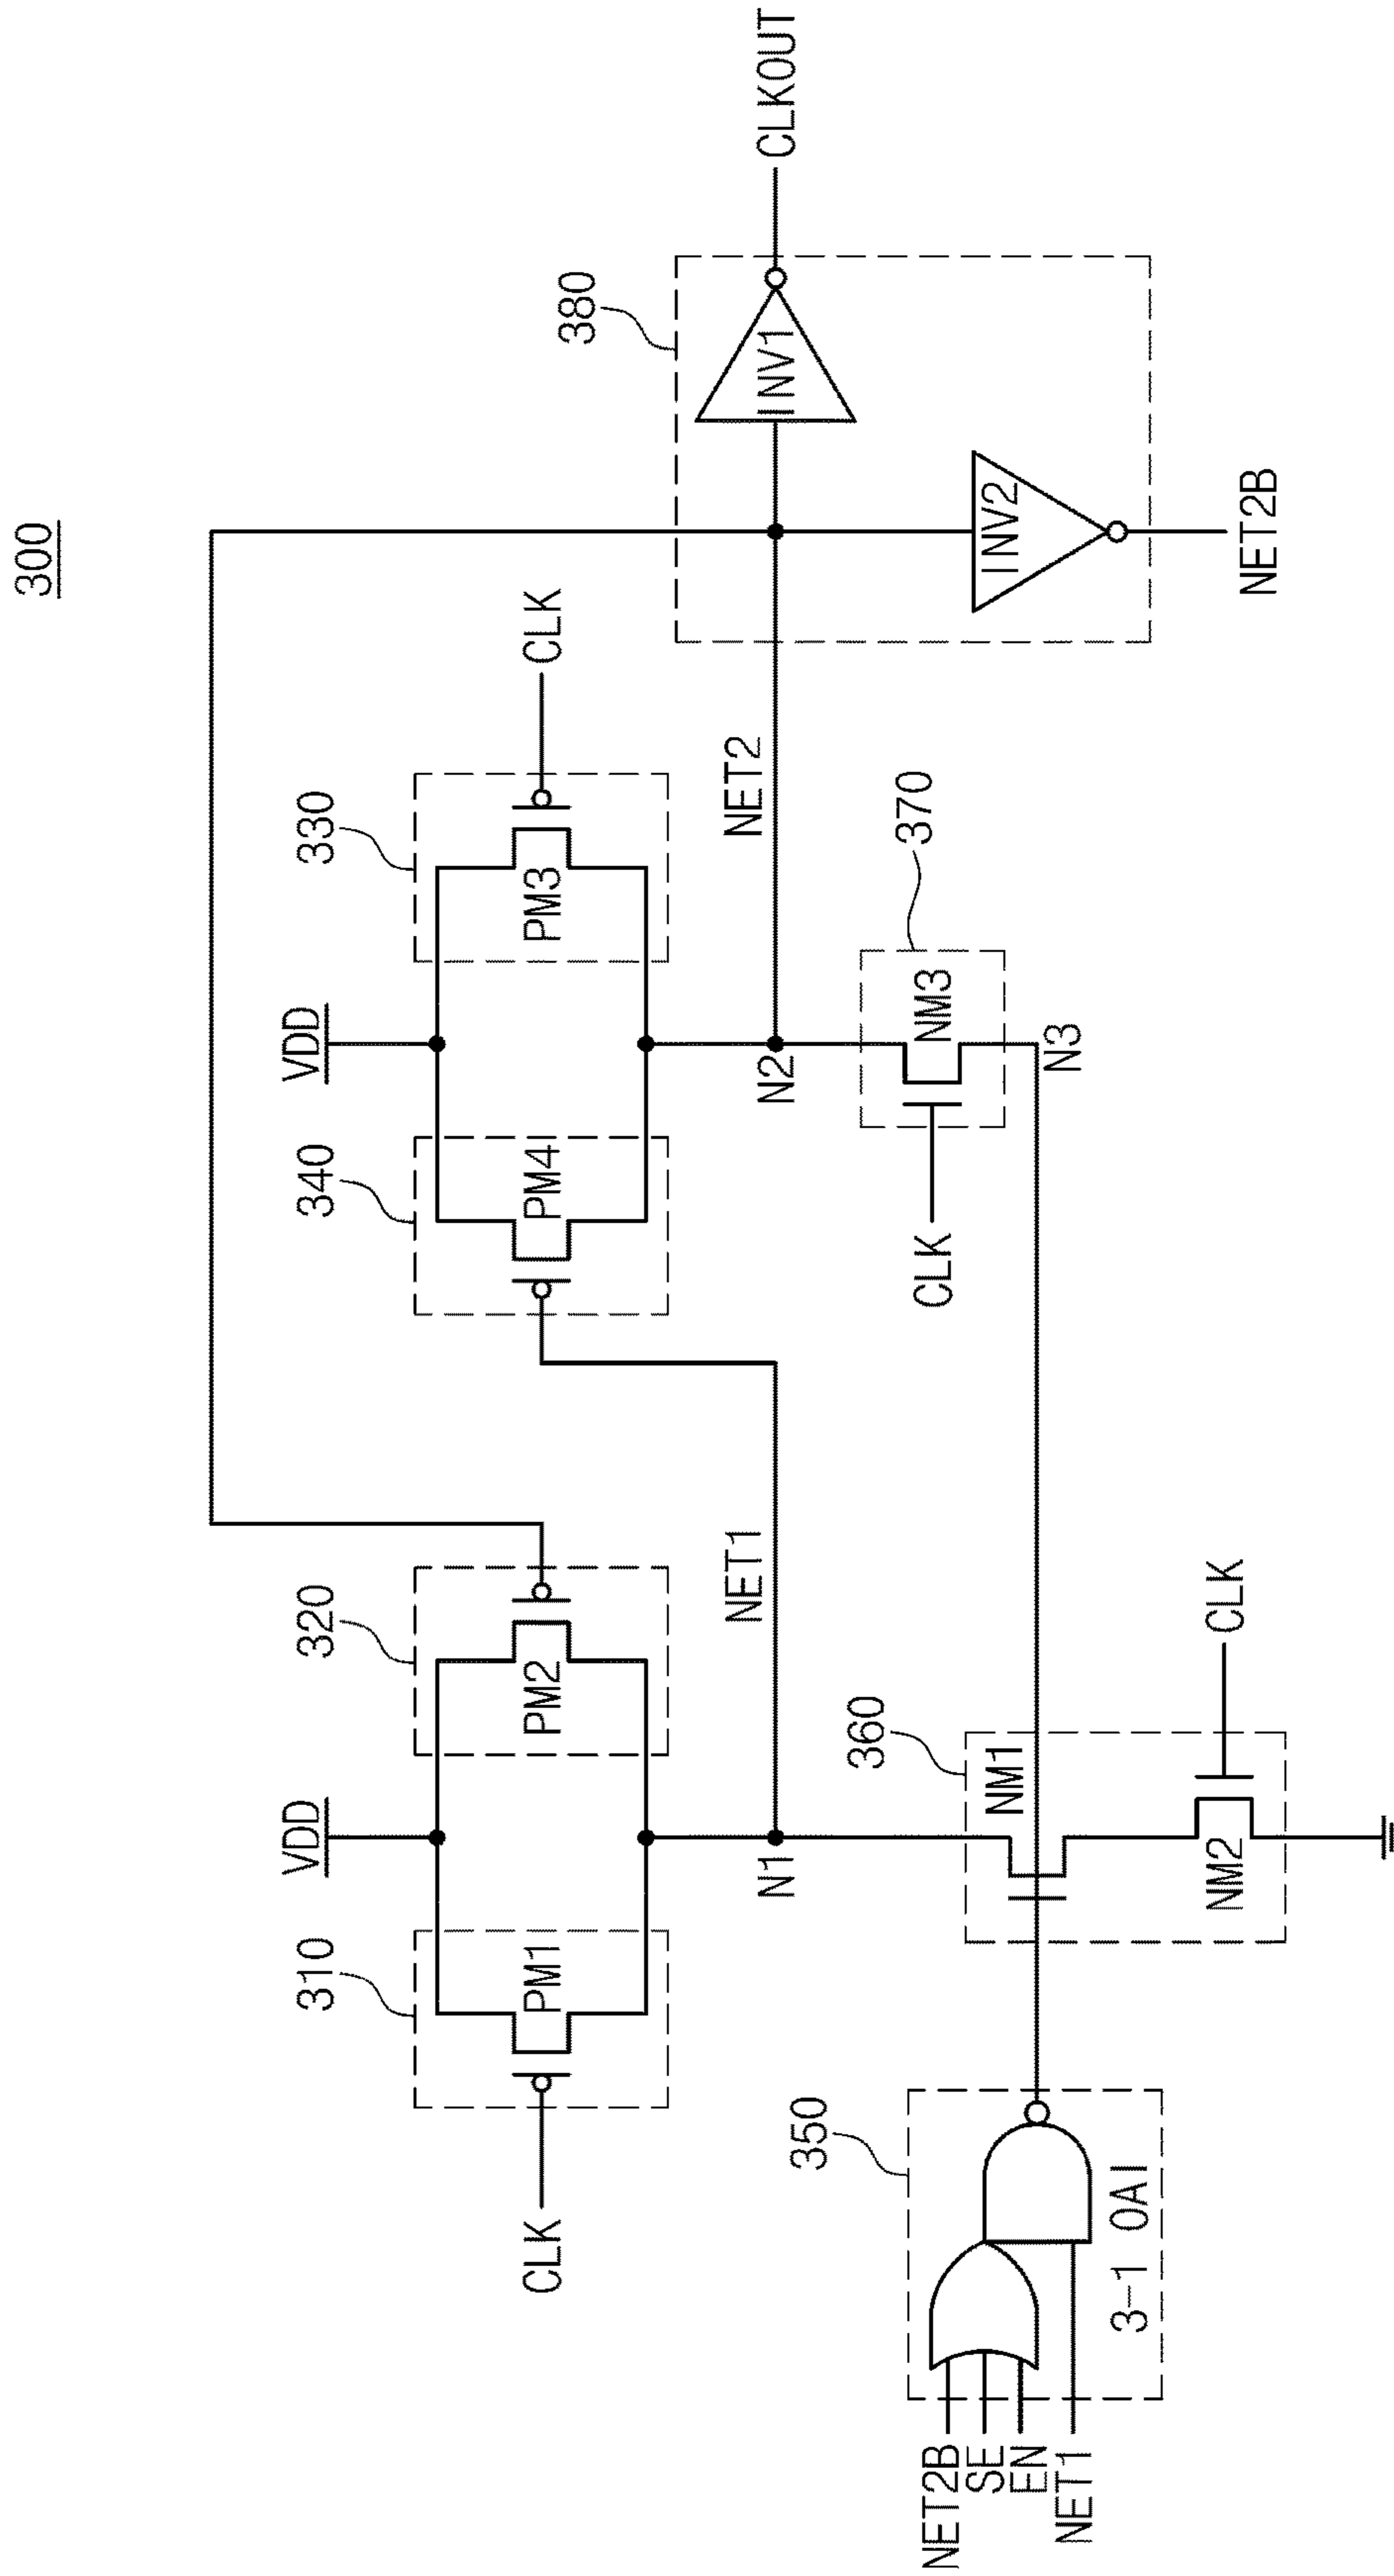 300
310
320
340
330
VDD
VDD
CLK
PM1
PM2
PM4
PM3
CLK
380
N1
NET1
N2
NET2
INV1
CLKOUT
350
360
370
NM3
CLK
N3
INV2
NET2B
SE
EN
NET1
3-1 OAI
NM1
NM2
CLK
NET2B